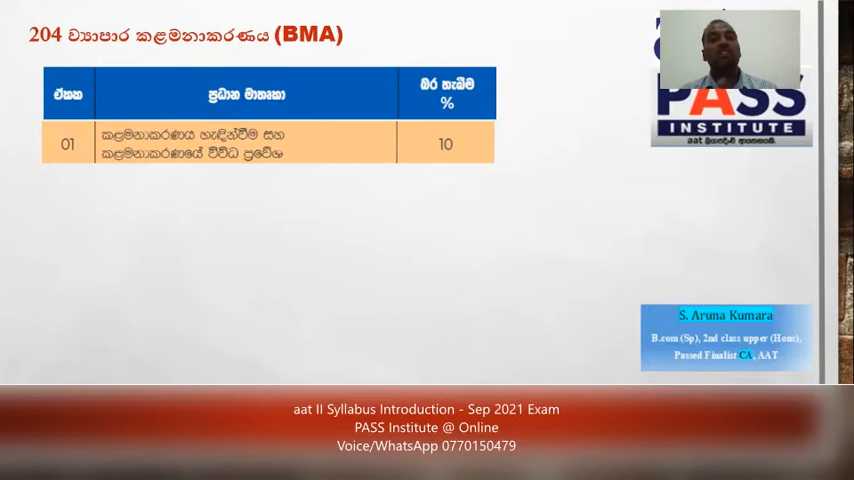 204 ව්‍යාපාර කළමනාකරණය (BMA)
ඒකක ප්‍රධාන මාතෘකා බර තැබීම %
01 කළමනාකරණය හැඳින්වීම සහ කළමනාකරණයේ විවිධ ප්‍රවේශ 10
PASS
INSTITUTE
S. Aruna Kumara
B.com (Sp), 2nd class upper (Hons),
Passed Finalist CA, AAT
aat II Syllabus Introduction - Sep 2021 Exam
PASS Institute @ Online
Voice/WhatsApp 0770150479